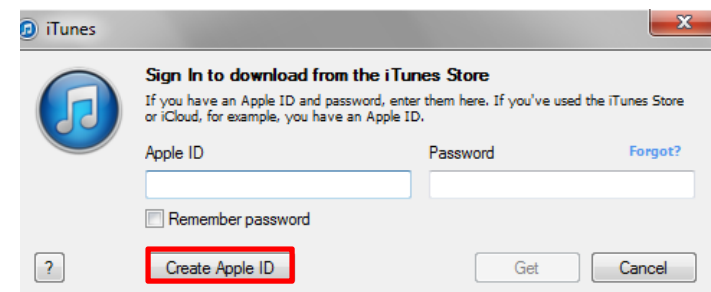 iTunes
Sign In to download from the iTunes Store
If you have an Apple ID and password, enter them here. If you've used the iTunes Store
or iCloud, for example, you have an Apple ID.
Apple ID Password Forgot?
Remember password
? Create Apple ID Get Cancel